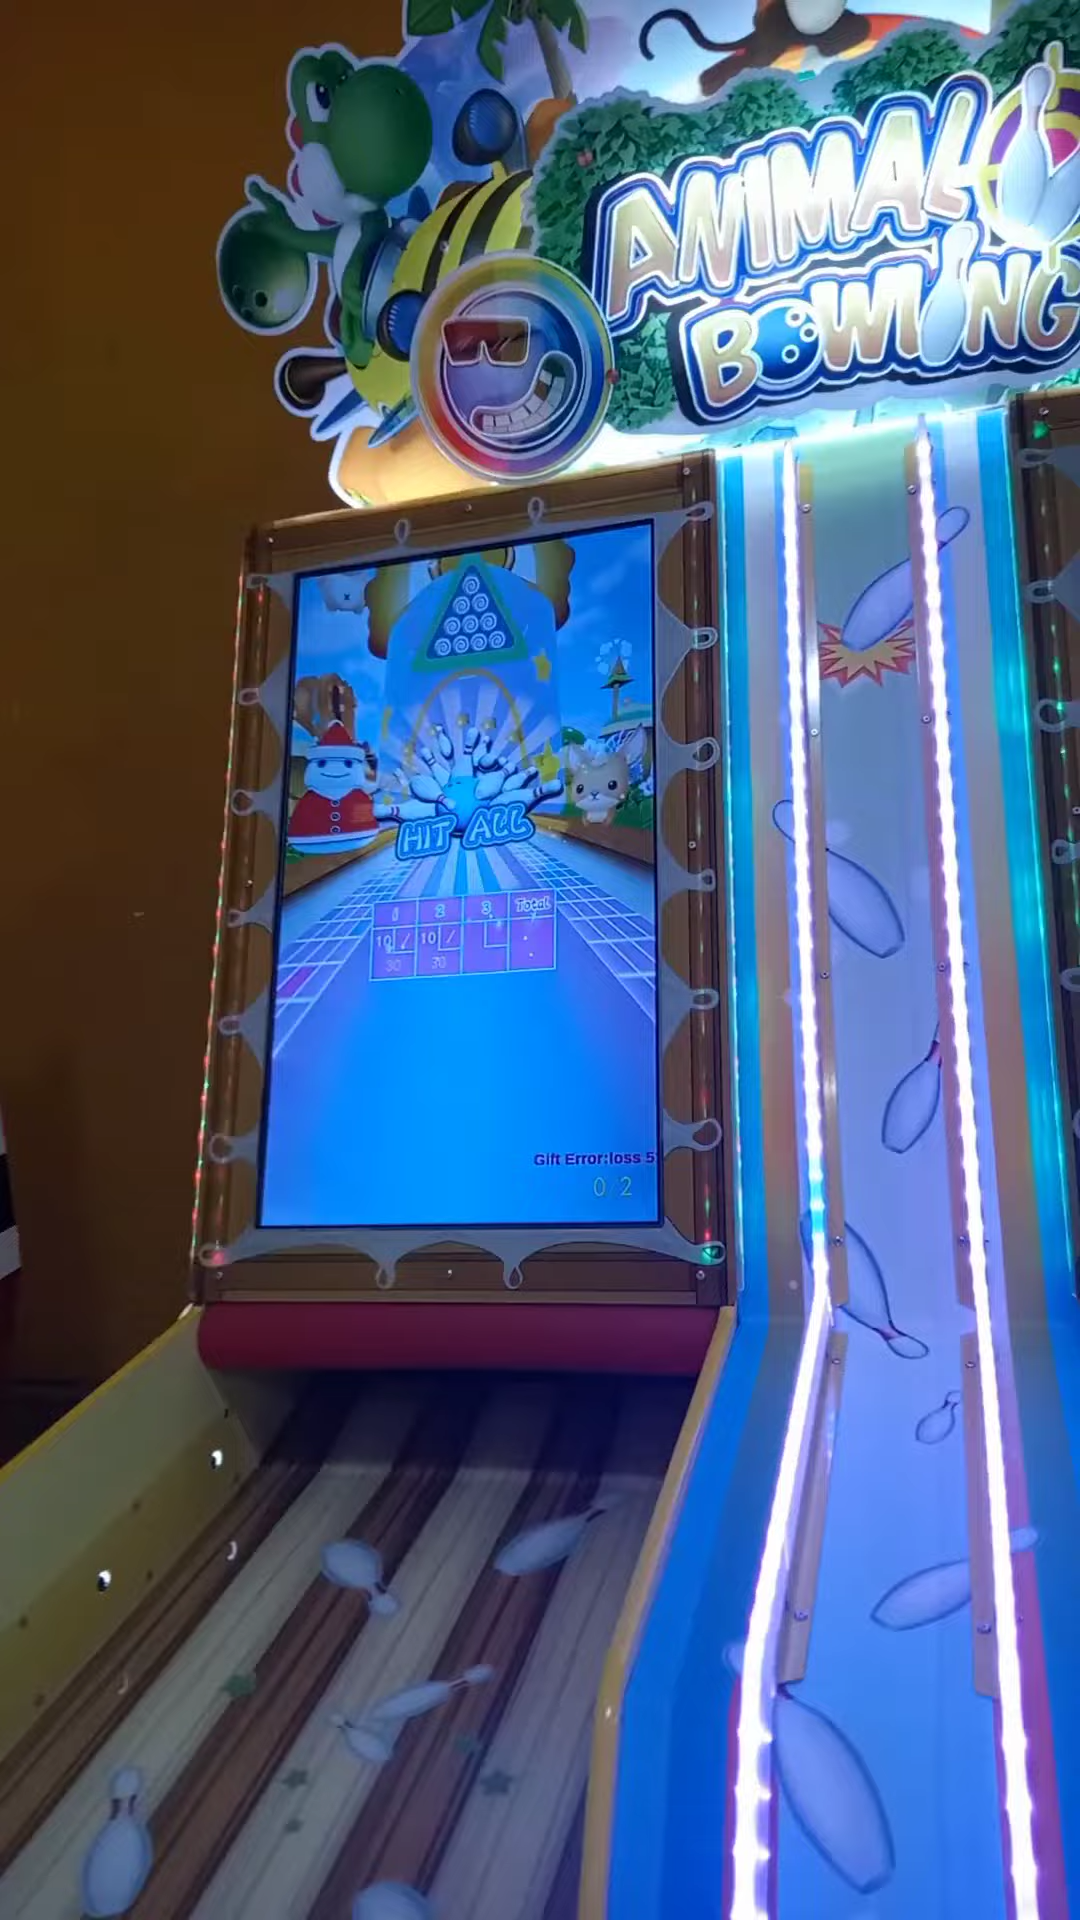 ANIMAL
BOWLING
HIT ALL
1 2 3 Total
10 / 10 /
30 30
Gift Error:loss 5
0/2